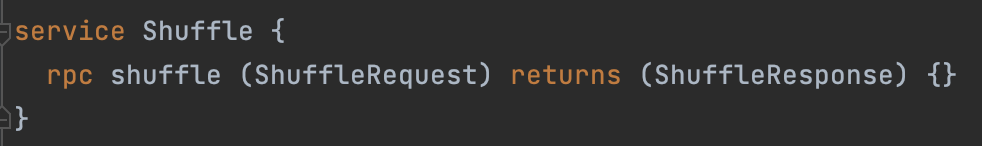 service Shuffle {
  rpc shuffle (ShuffleRequest) returns (ShuffleResponse) {}
}